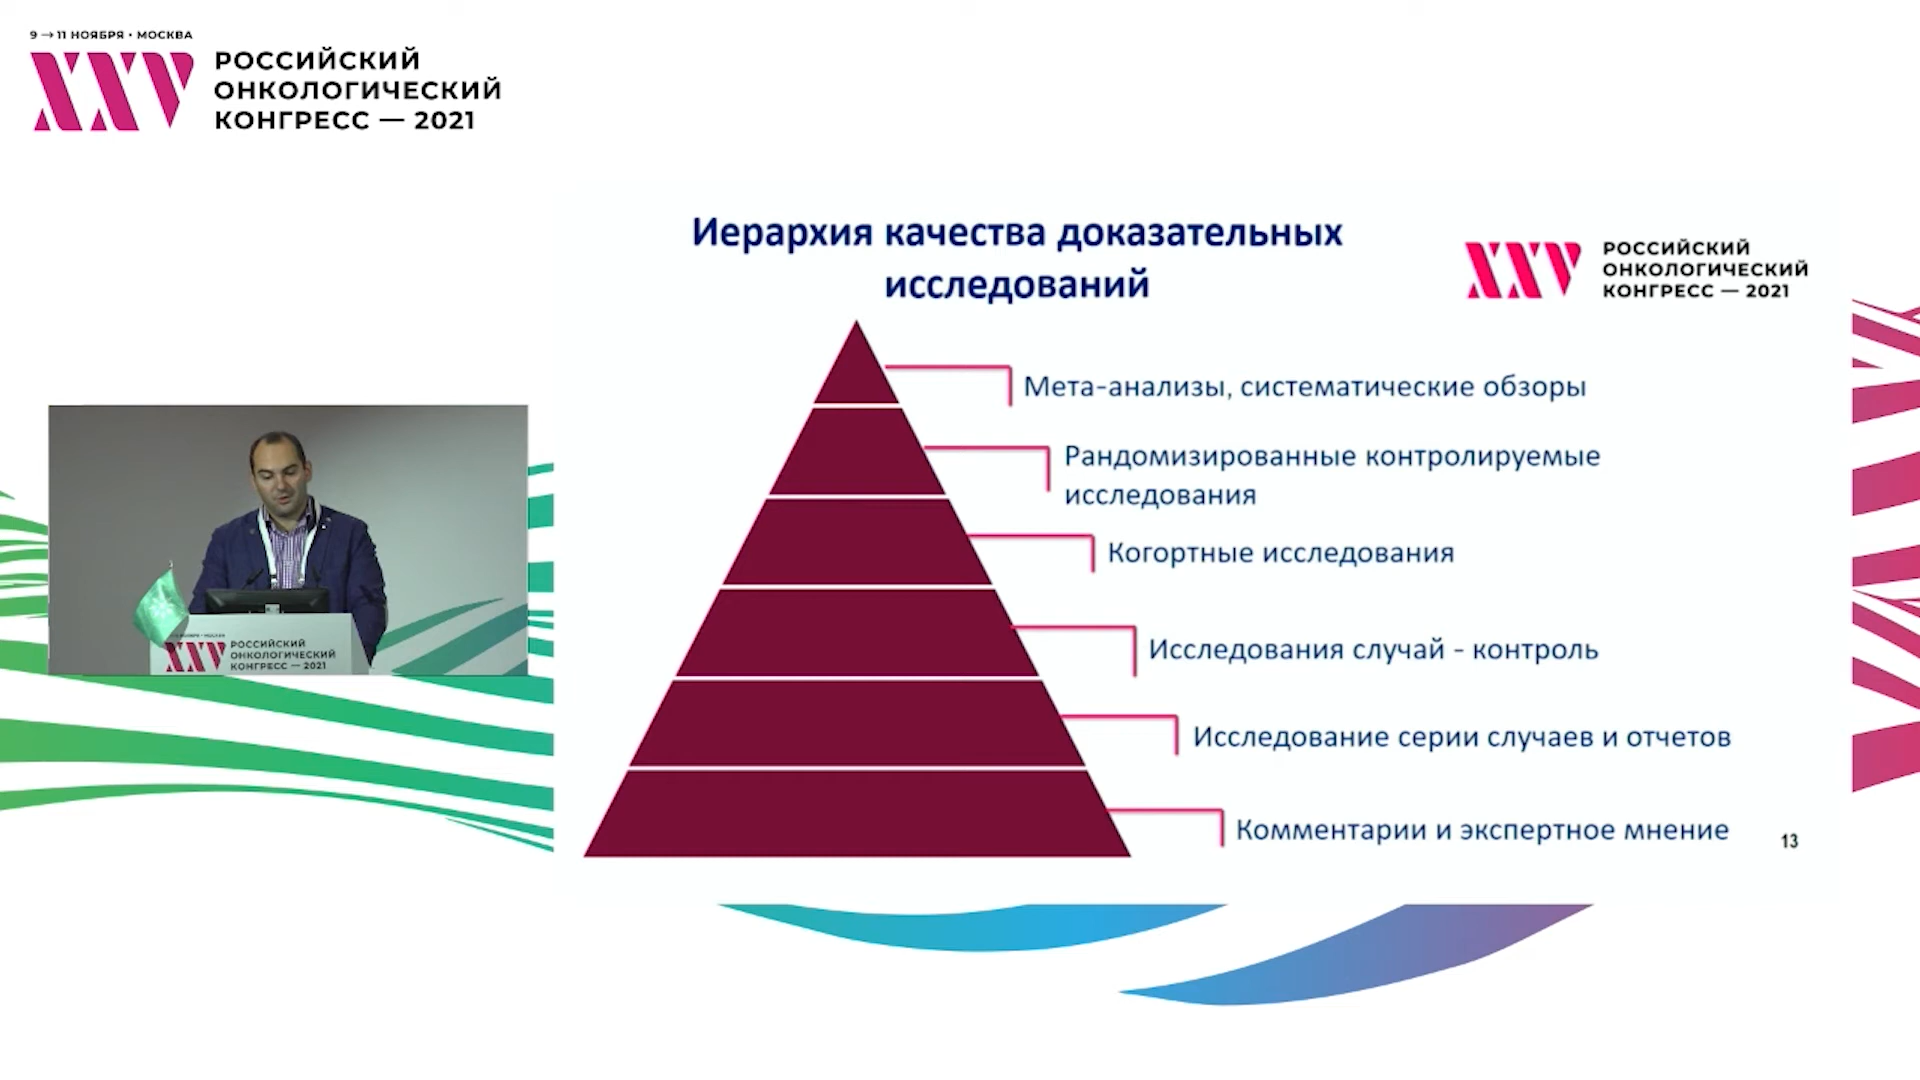 9 → 11 НОЯБРЯ • МОСКВА
XXV
РОССИЙСКИЙ
ОНКОЛОГИЧЕСКИЙ
КОНГРЕСС — 2021
Иерархия качества доказательных
исследований
XXV
РОССИЙСКИЙ
ОНКОЛОГИЧЕСКИЙ
КОНГРЕСС — 2021
Мета-анализы, систематические обзоры
Рандомизированные контролируемые
исследования
Когортные исследования
Исследования случай - контроль
Исследование серии случаев и отчетов
Комментарии и экспертное мнение
13
XXV
РОССИЙСКИЙ
ОНКОЛОГИЧЕСКИЙ
КОНГРЕСС — 2021